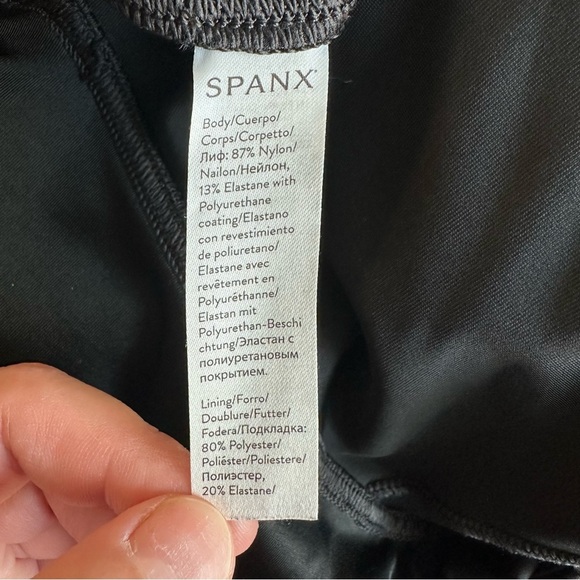 SPANX®
Body/Cuerpo/
Corps/Corpetto/
Лиф: 87% Nylon/
Nailon/Нейлон,
13% Elastane with
Polyurethane
coating/Elastano
con revestimiento
de poliuretano/
Elastane avec
revêtement en
Polyuréthanne/
Elastan mit
Polyurethan-Beschi
chtung/Эластан с
полиуретановым
покрытием.
Lining/Forro/
Doublure/Futter/
Fodera/Подкладка:
80% Polyester/
Poliéster/Poliestere/
Полиэстер,
20% Elastane/